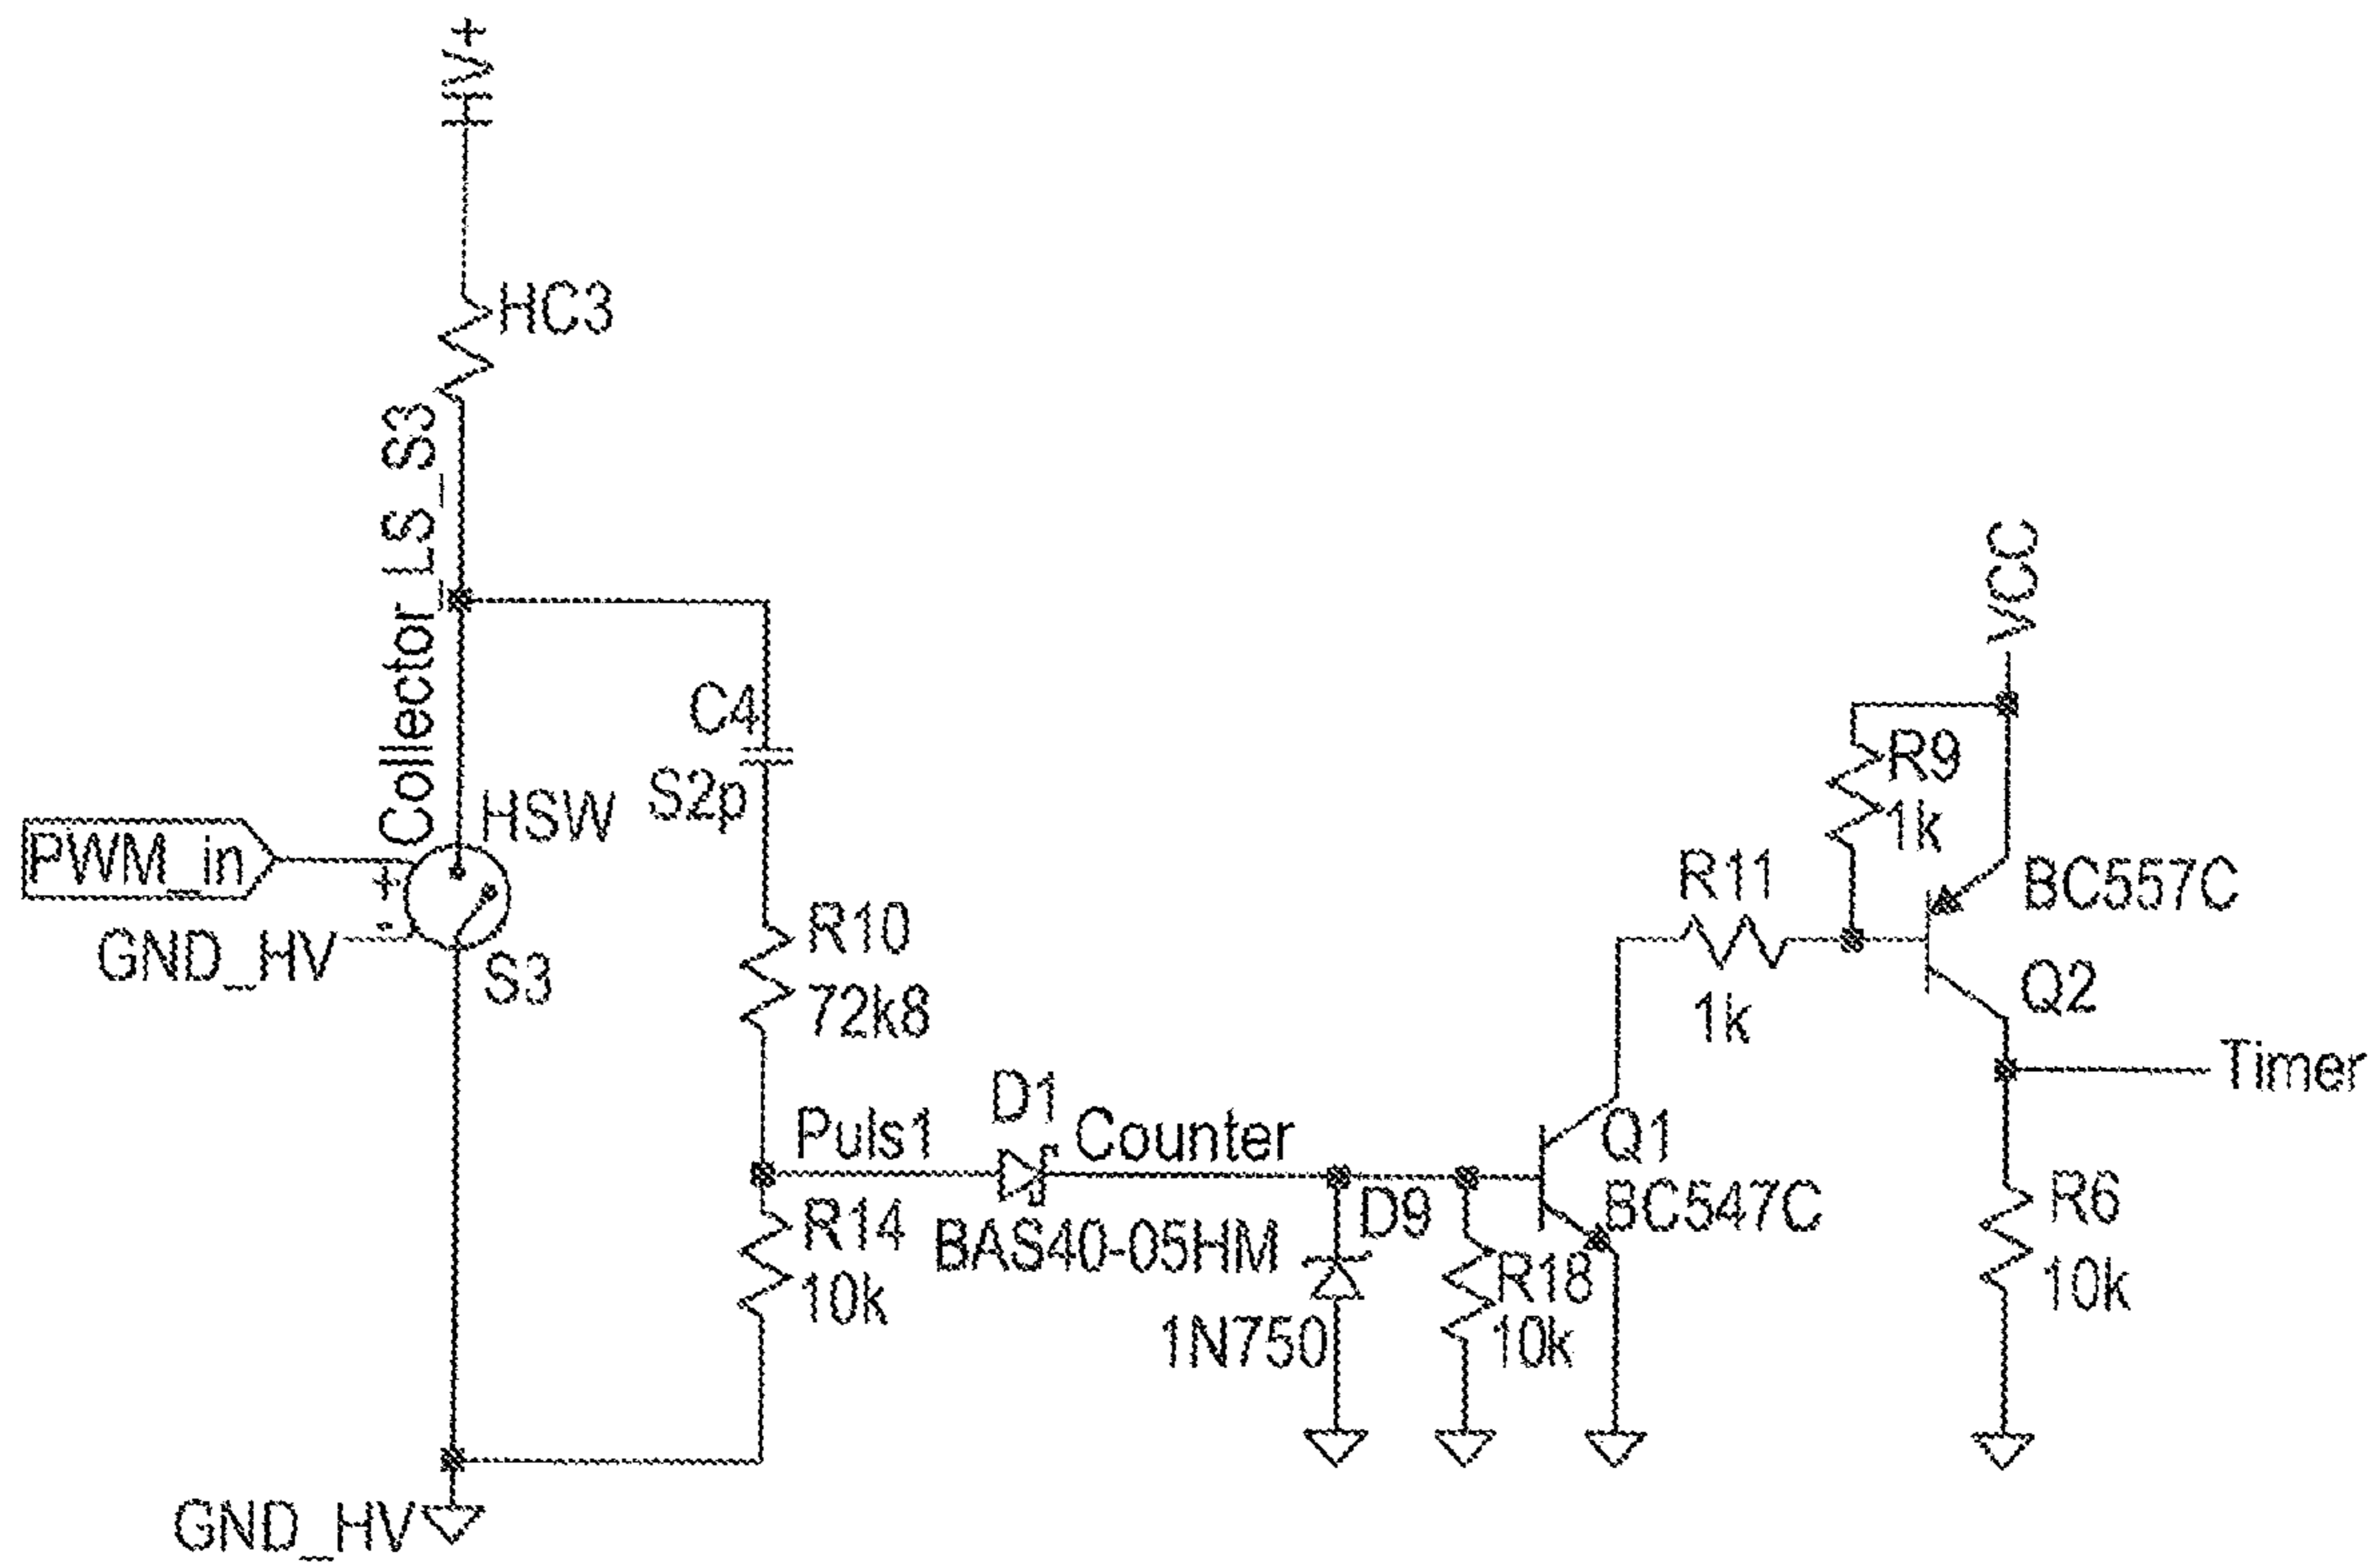 HV+
HC3
Collector_LS_S3
C4
S2p
HSW
PWM_in
+
-
GND_HV
S3
R10
72k8
VCC
R9
1k
R11
1k
BC557C
Q2
Timer
Puls1
D1
Counter
BAS40-05HM
R14
10k
D9
1N750
Q1
BC547C
R18
10k
R6
10k
GND_HV